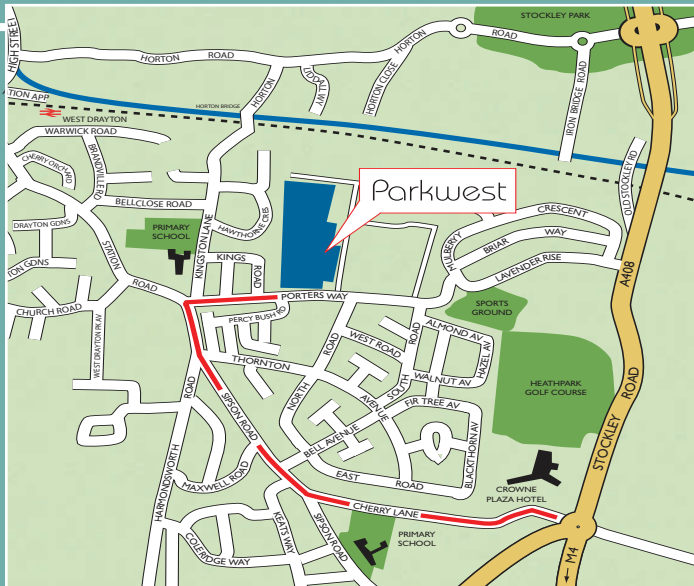 STOCKLEY PARK
HIGH STREET
HORTON ROAD
HORTON ROAD
HORTON
HORTON CLOSE
IRON BRIDGE ROAD
TION APP
WEST DRAYTON
HORTON BRIDGE
WARWICK ROAD
CHERRY ORCHARD
BRANDVILLE RD
OLD STOCKLEY RD
Parkwest
BELLCLOSE ROAD
HAWTHORNE CRES
CRESCENT
MULBERYY
BRIAR WAY
DRAYTON GDNS
PRIMARY
SCHOOL
KINGSTON LANE
STATION ROAD
KINGS ROAD
LAVENDER RISE
TON GDNS
A408
PORTERS WAY
CHURCH ROAD
PERCY BUSH RD
SPORTS
GROUND
WEST DRAYTON PK AV
ALMOND AV
WEST ROAD
HAZEL AV
THORNTON AVENUE
NORTH ROAD
SOUTH ROAD
WALNUT AV
HEATHPARK
GOLF COURSE
STOCKLEY ROAD
FIR TREE AV
SIPSON ROAD
BELL AVENUE
BLACKTHORN AV
HARMONDSWORTH ROAD
MAXWELL ROAD
EAST ROAD
CROWNE
PLAZA HOTEL
CHERRY LANE
KEATS WAY
SIPSON ROAD
PRIMARY
SCHOOL
COLERIDGE WAY
M4